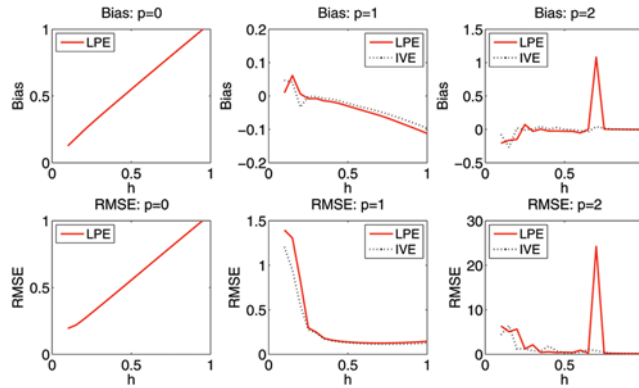 Bias: p=0
1
0.5
0
0
0.5
1
h
Bias
LPE
Bias: p=1
0.2
0.1
0
−0.1
−0.2
0
0.5
1
h
Bias
LPE
IVE
Bias: p=2
1.5
1
0.5
0
−0.5
0
0.5
1
h
Bias
LPE
IVE
RMSE: p=0
1
0.5
0
0
0.5
1
h
RMSE
LPE
RMSE: p=1
1.5
1
0.5
0
0
0.5
1
h
RMSE
LPE
IVE
RMSE: p=2
30
20
10
0
0
0.5
1
h
RMSE
LPE
IVE